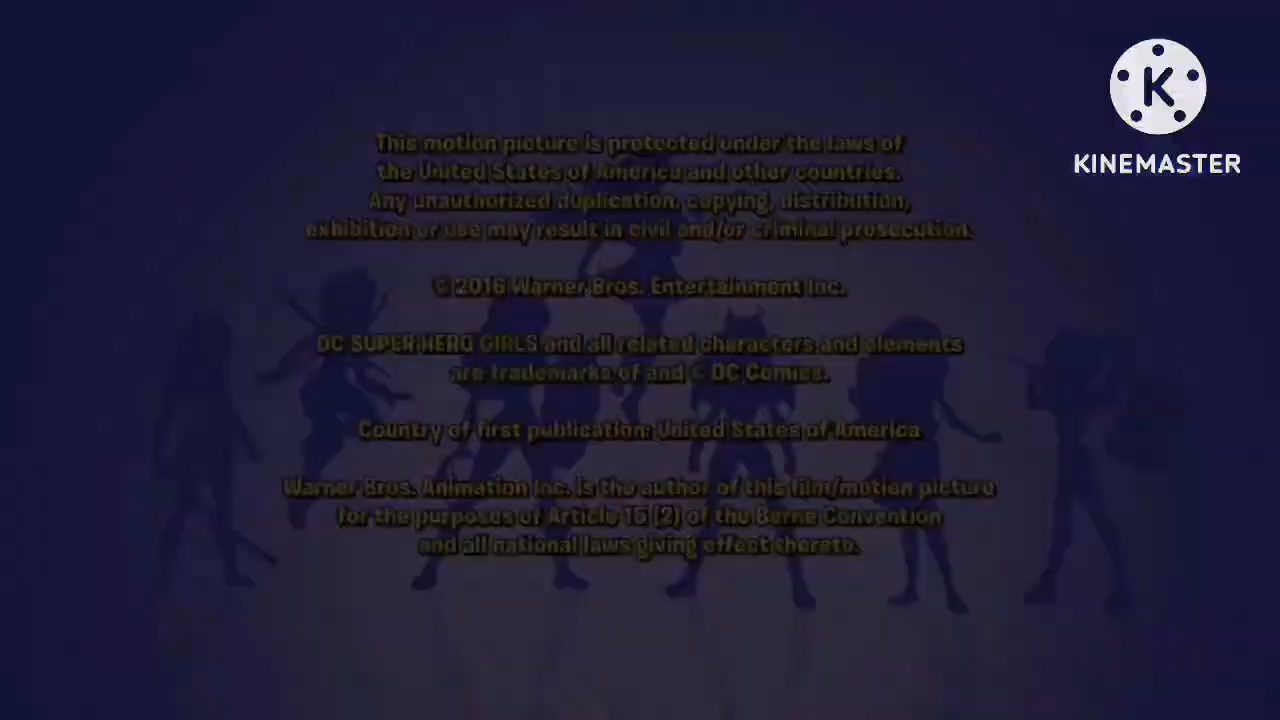 KINEMASTER
This motion picture is protected under the laws of
the United States of America and other countries.
Any unauthorized duplication, copying, distribution,
exhibition or use may result in civil and/or criminal prosecution.
© 2016 Warner Bros. Entertainment Inc.
DC SUPER HERO GIRLS and all related characters and elements
are trademarks of and © DC Comics.
Country of first publication: United States of America
Warner Bros. Animation Inc. is the author of this film/motion picture
for the purposes of Article 15 (2) of the Berne Convention
and all national laws giving effect thereto.